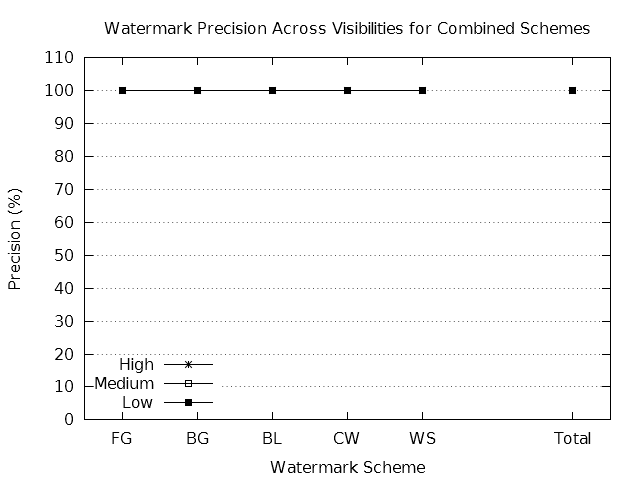 Watermark Precision Across Visibilities for Combined Schemes
110
100
90
80
70
60
50
40
30
20
10
0
Precision (%)
High
Medium
Low
FG BG BL CW WS Total
Watermark Scheme